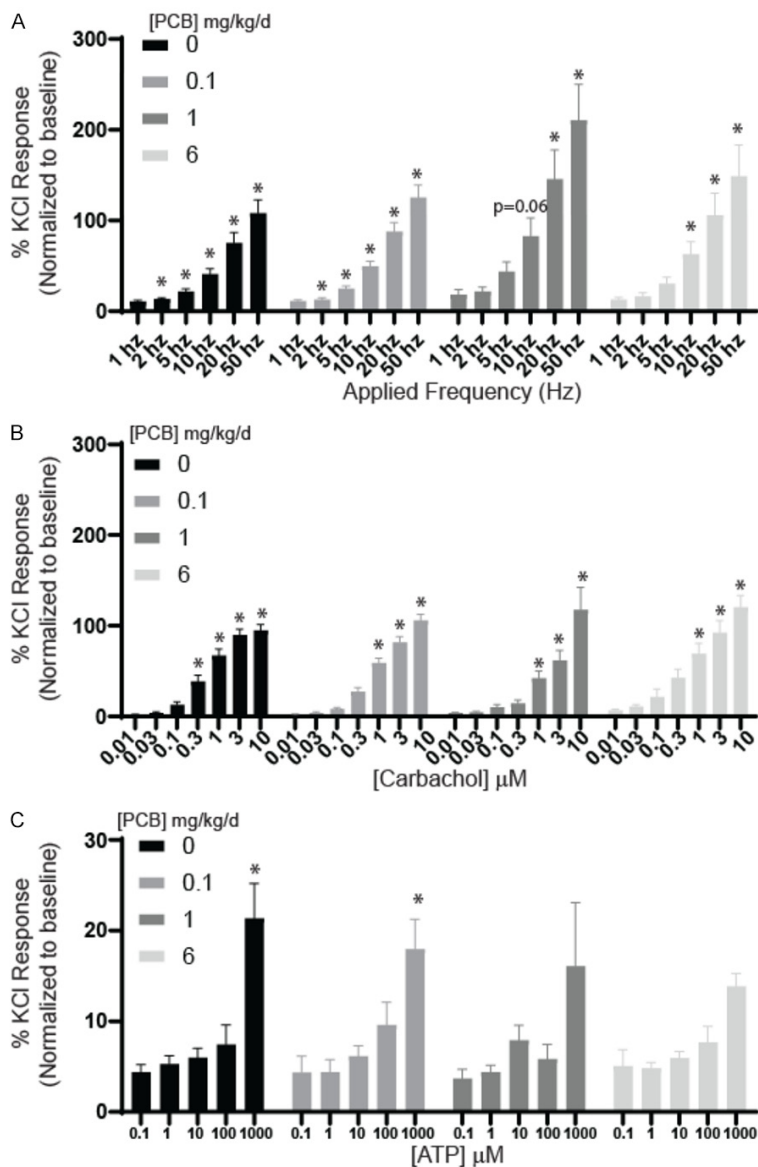 A
[PCB] mg/kg/d
0
0.1
1
6
% KCl Response
(Normalized to baseline)
300
200
100
0
* * * * *
* * * * *
p=0.06 * *
* * *
1 hz 2 hz 5 hz 10 hz 20 hz 50 hz 1 hz 2 hz 5 hz 10 hz 20 hz 50 hz 1 hz 2 hz 5 hz 10 hz 20 hz 50 hz 1 hz 2 hz 5 hz 10 hz 20 hz 50 hz
Applied Frequency (Hz)
B
[PCB] mg/kg/d
0
0.1
1
6
% KCl Response
(Normalized to baseline)
300
200
100
0
* * * *
* * *
* * *
* * *
0.01 0.03 0.1 0.3 1 3 10 0.01 0.03 0.1 0.3 1 3 10 0.01 0.03 0.1 0.3 1 3 10 0.01 0.03 0.1 0.3 1 3 10
[Carbachol] μM
C
[PCB] mg/kg/d
0
0.1
1
6
% KCl Response
(Normalized to baseline)
30
20
10
0
*
*
0.1 1 10 100 1000 0.1 1 10 100 1000 0.1 1 10 100 1000 0.1 1 10 100 1000
[ATP] μM